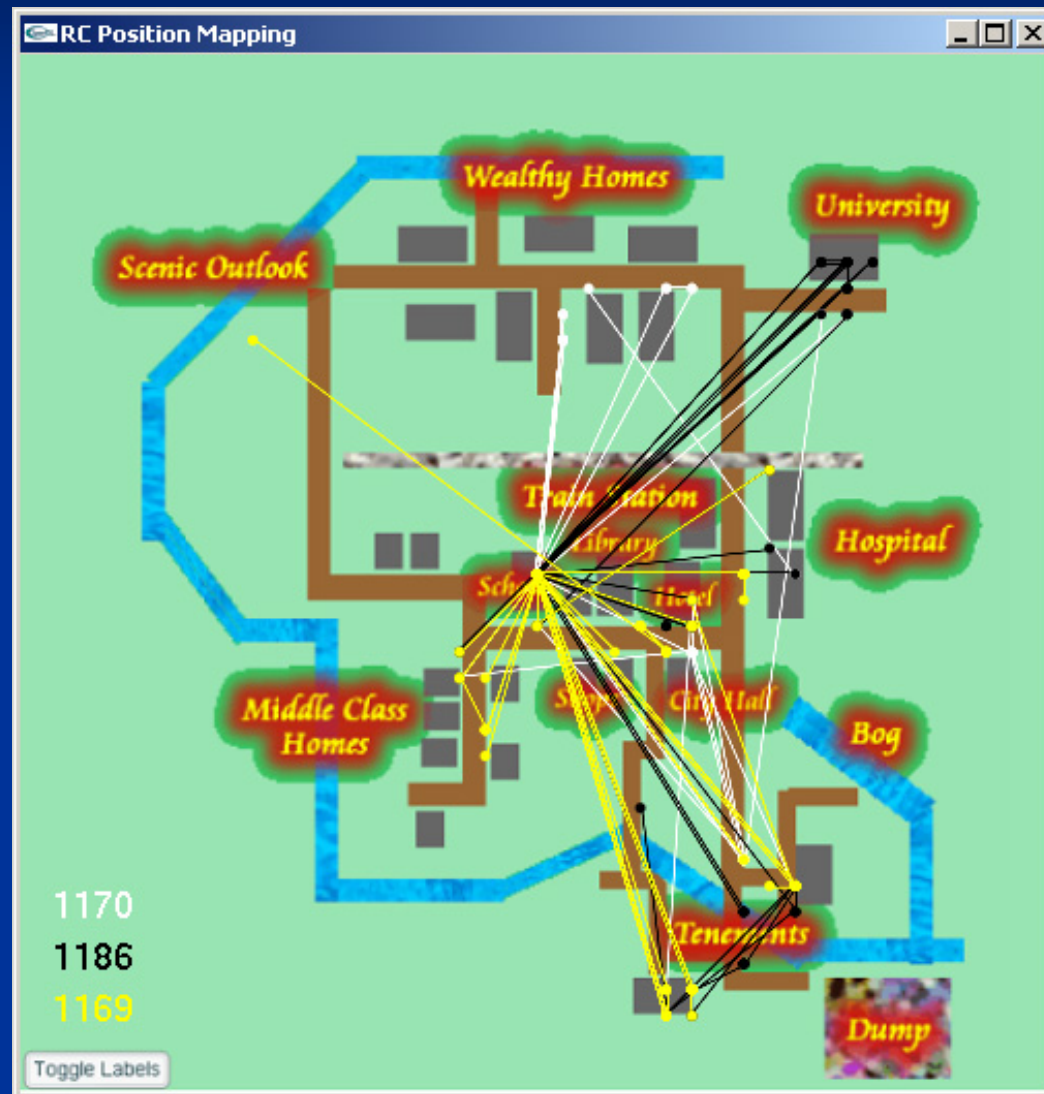 RC Position Mapping
Wealthy Homes
University
Scenic Outlook
Train Station
Library
Hospital
Hotel
Middle Class
Homes
City Hall
Bog
1170
1186
1169
Tenements
Dump
Toggle Labels